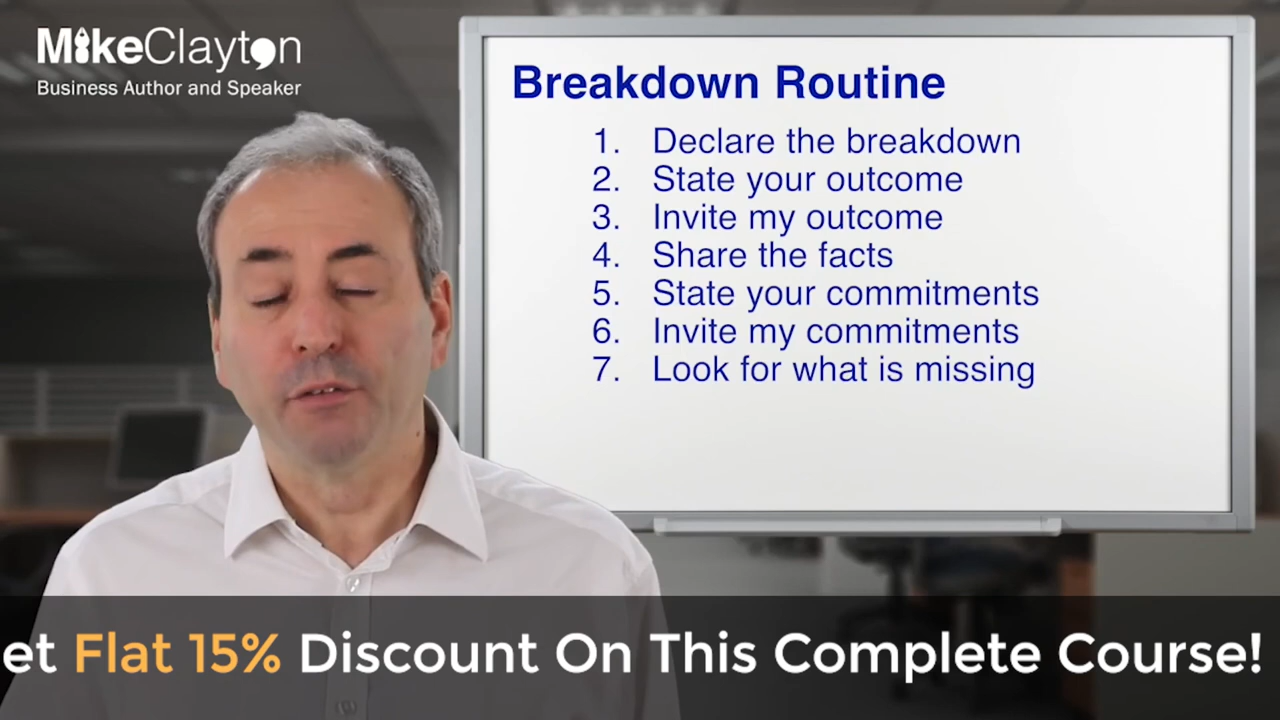 MikeClayton
Business Author and Speaker
Breakdown Routine
1. Declare the breakdown
2. State your outcome
3. Invite my outcome
4. Share the facts
5. State your commitments
6. Invite my commitments
7. Look for what is missing
et Flat 15% Discount On This Complete Course!